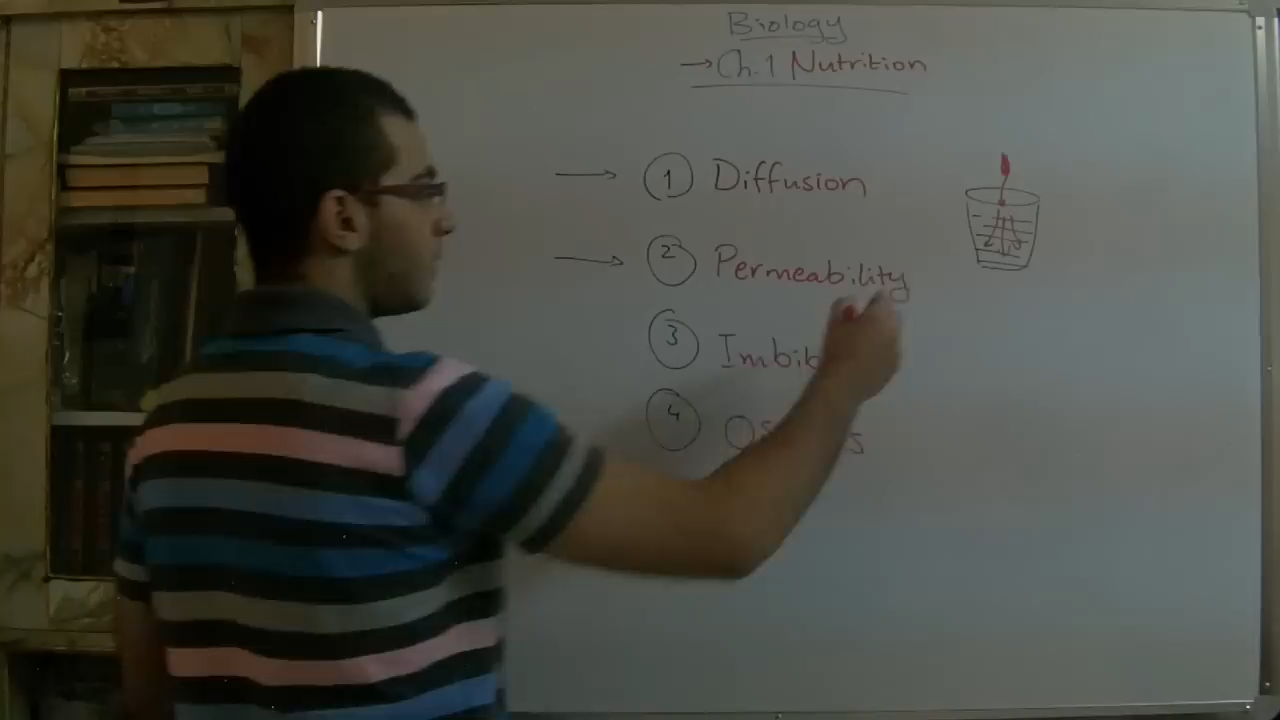 Biology
→ Ch.1 Nutrition
→ 1 Diffusion
→ 2 Permeability
3
4